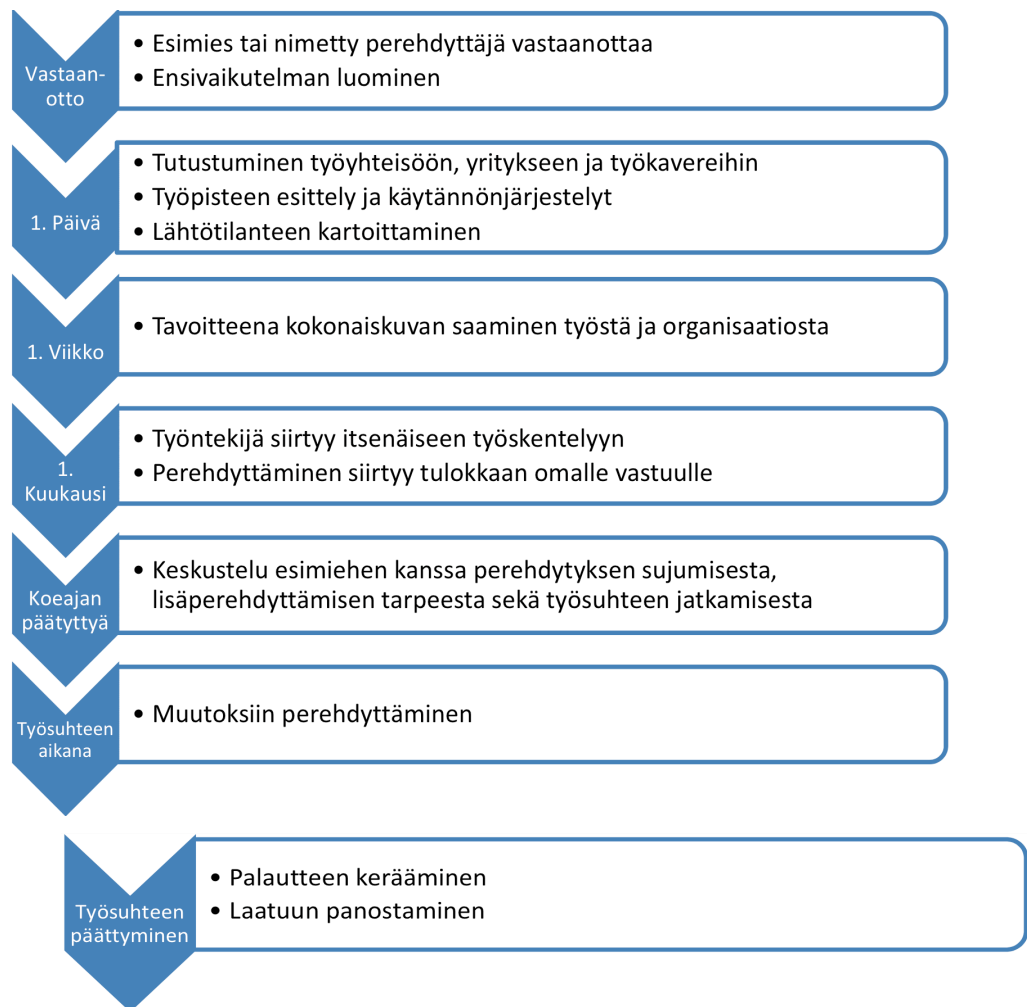 Vastaan-
otto
• Esimies tai nimetty perehdyttäjä vastaanottaa
• Ensivaikutelman luominen
1. Päivä
• Tutustuminen työyhteisöön, yritykseen ja työkavereihin
• Työpisteen esittely ja käytännönjärjestelyt
• Lähtötilanteen kartoittaminen
1. Viikko
• Tavoitteena kokonaiskuvan saaminen työstä ja organisaatiosta
1.
Kuukausi
• Työntekijä siirtyy itsenäiseen työskentelyyn
• Perehdyttäminen siirtyy tulokkaan omalle vastuulle
Koeajan
päätyttyä
• Keskustelu esimiehen kanssa perehdytyksen sujumisesta,
lisäperehdyttämisen tarpeesta sekä työsuhteen jatkamisesta
Työsuhteen
aikana
• Muutoksiin perehdyttäminen
Työsuhteen
päättyminen
• Palautteen kerääminen
• Laatuun panostaminen